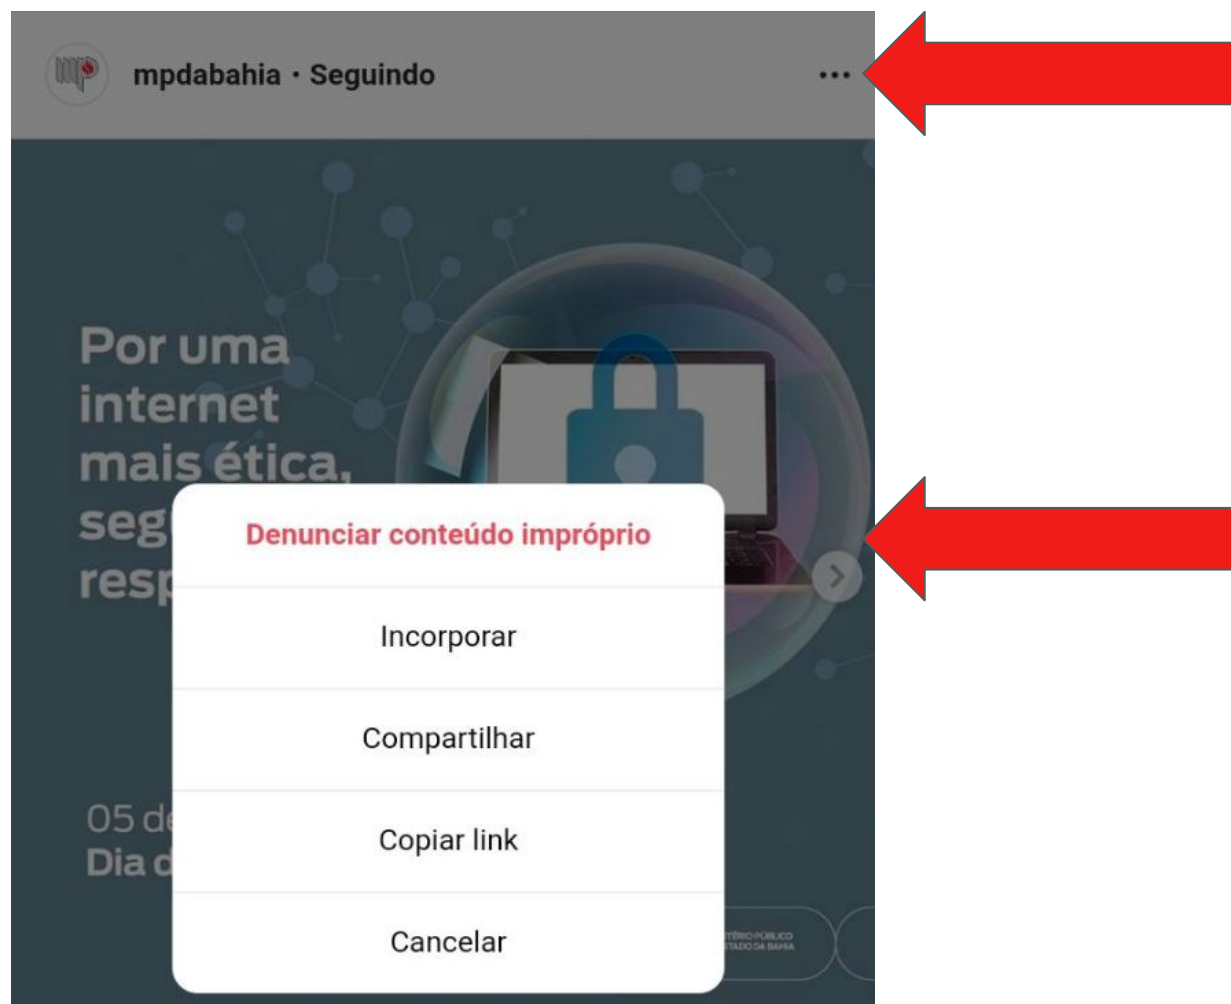 mpdabahia • Seguindo
Por uma
internet
mais ética,
seg
resp
Denunciar conteúdo impróprio
Incorporar
Compartilhar
Copiar link
Cancelar
05 de
Dia d